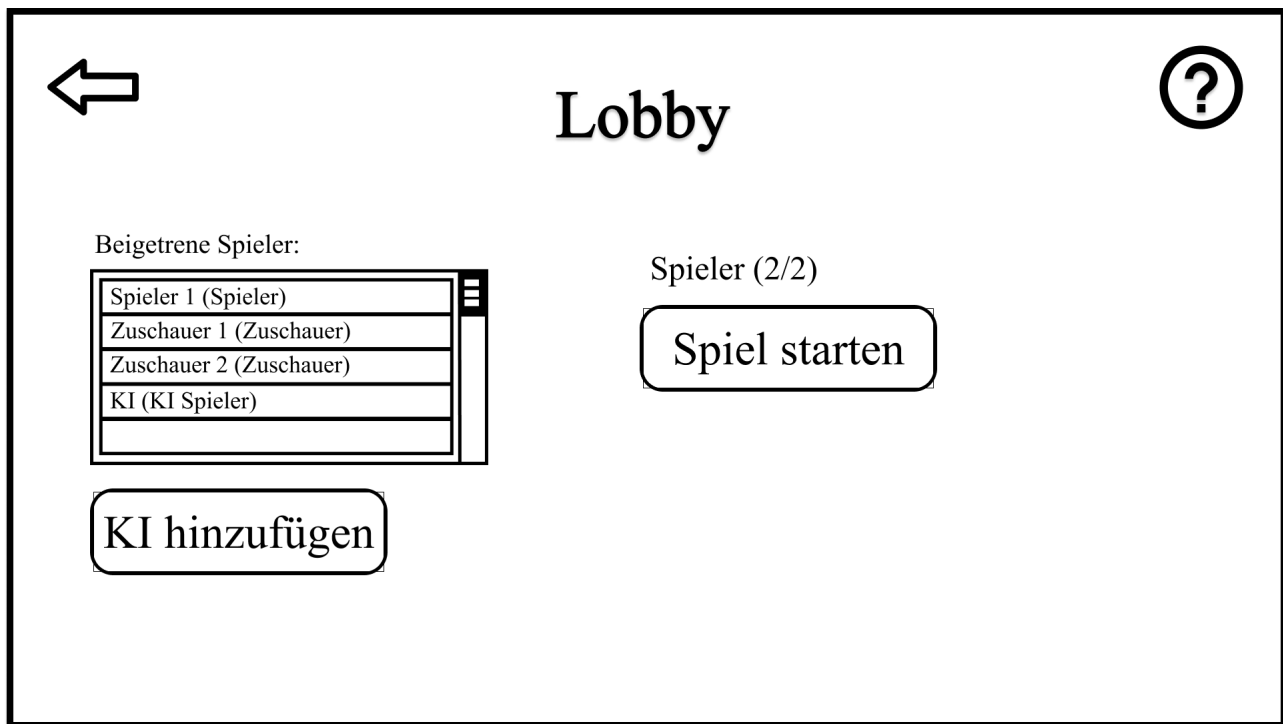 ?
Lobby
Beigetrene Spieler:
Spieler 1 (Spieler)
Zuschauer 1 (Zuschauer)
Zuschauer 2 (Zuschauer)
KI (KI Spieler)
KI hinzufügen
Spieler (2/2)
Spiel starten